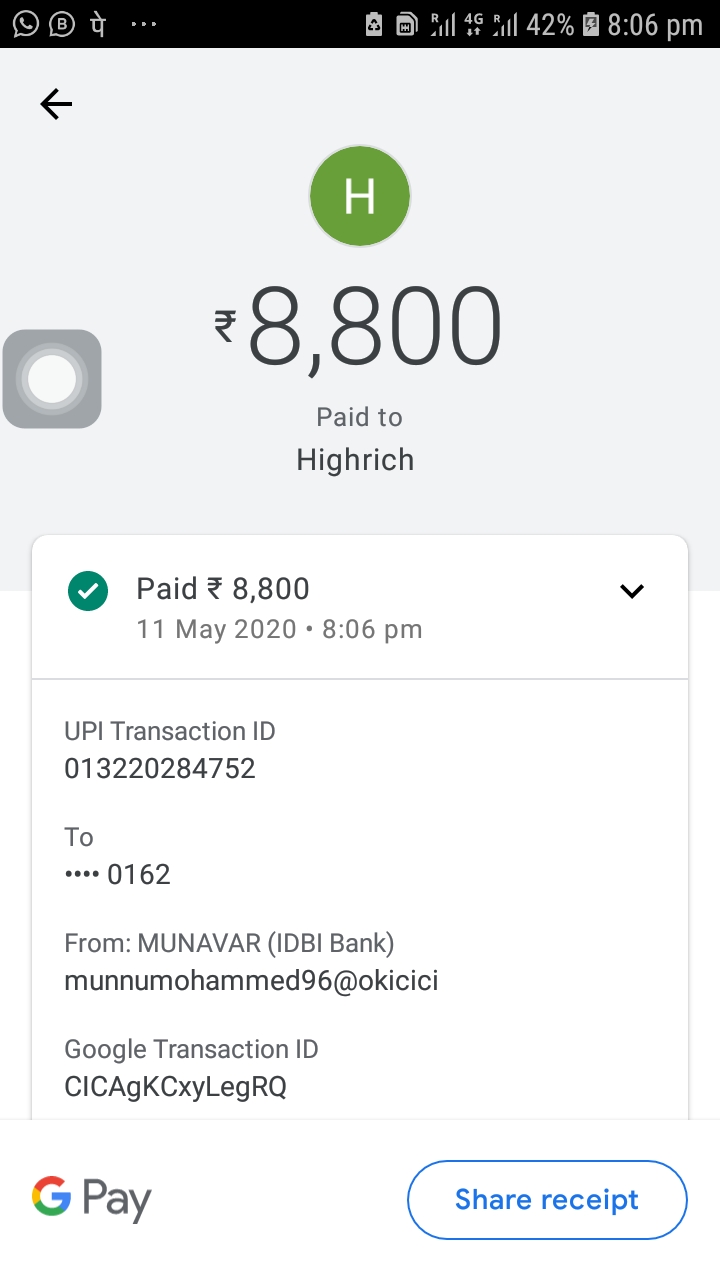 पे ... R 4G R 42% 8:06 pm
H
₹8,800
Paid to
Highrich
Paid ₹ 8,800
11 May 2020 • 8:06 pm
UPI Transaction ID
013220284752
To
•••• 0162
From: MUNAVAR (IDBI Bank)
munnumohammed96@okicici
Google Transaction ID
CICAgKCxyLegRQ
G Pay
Share receipt